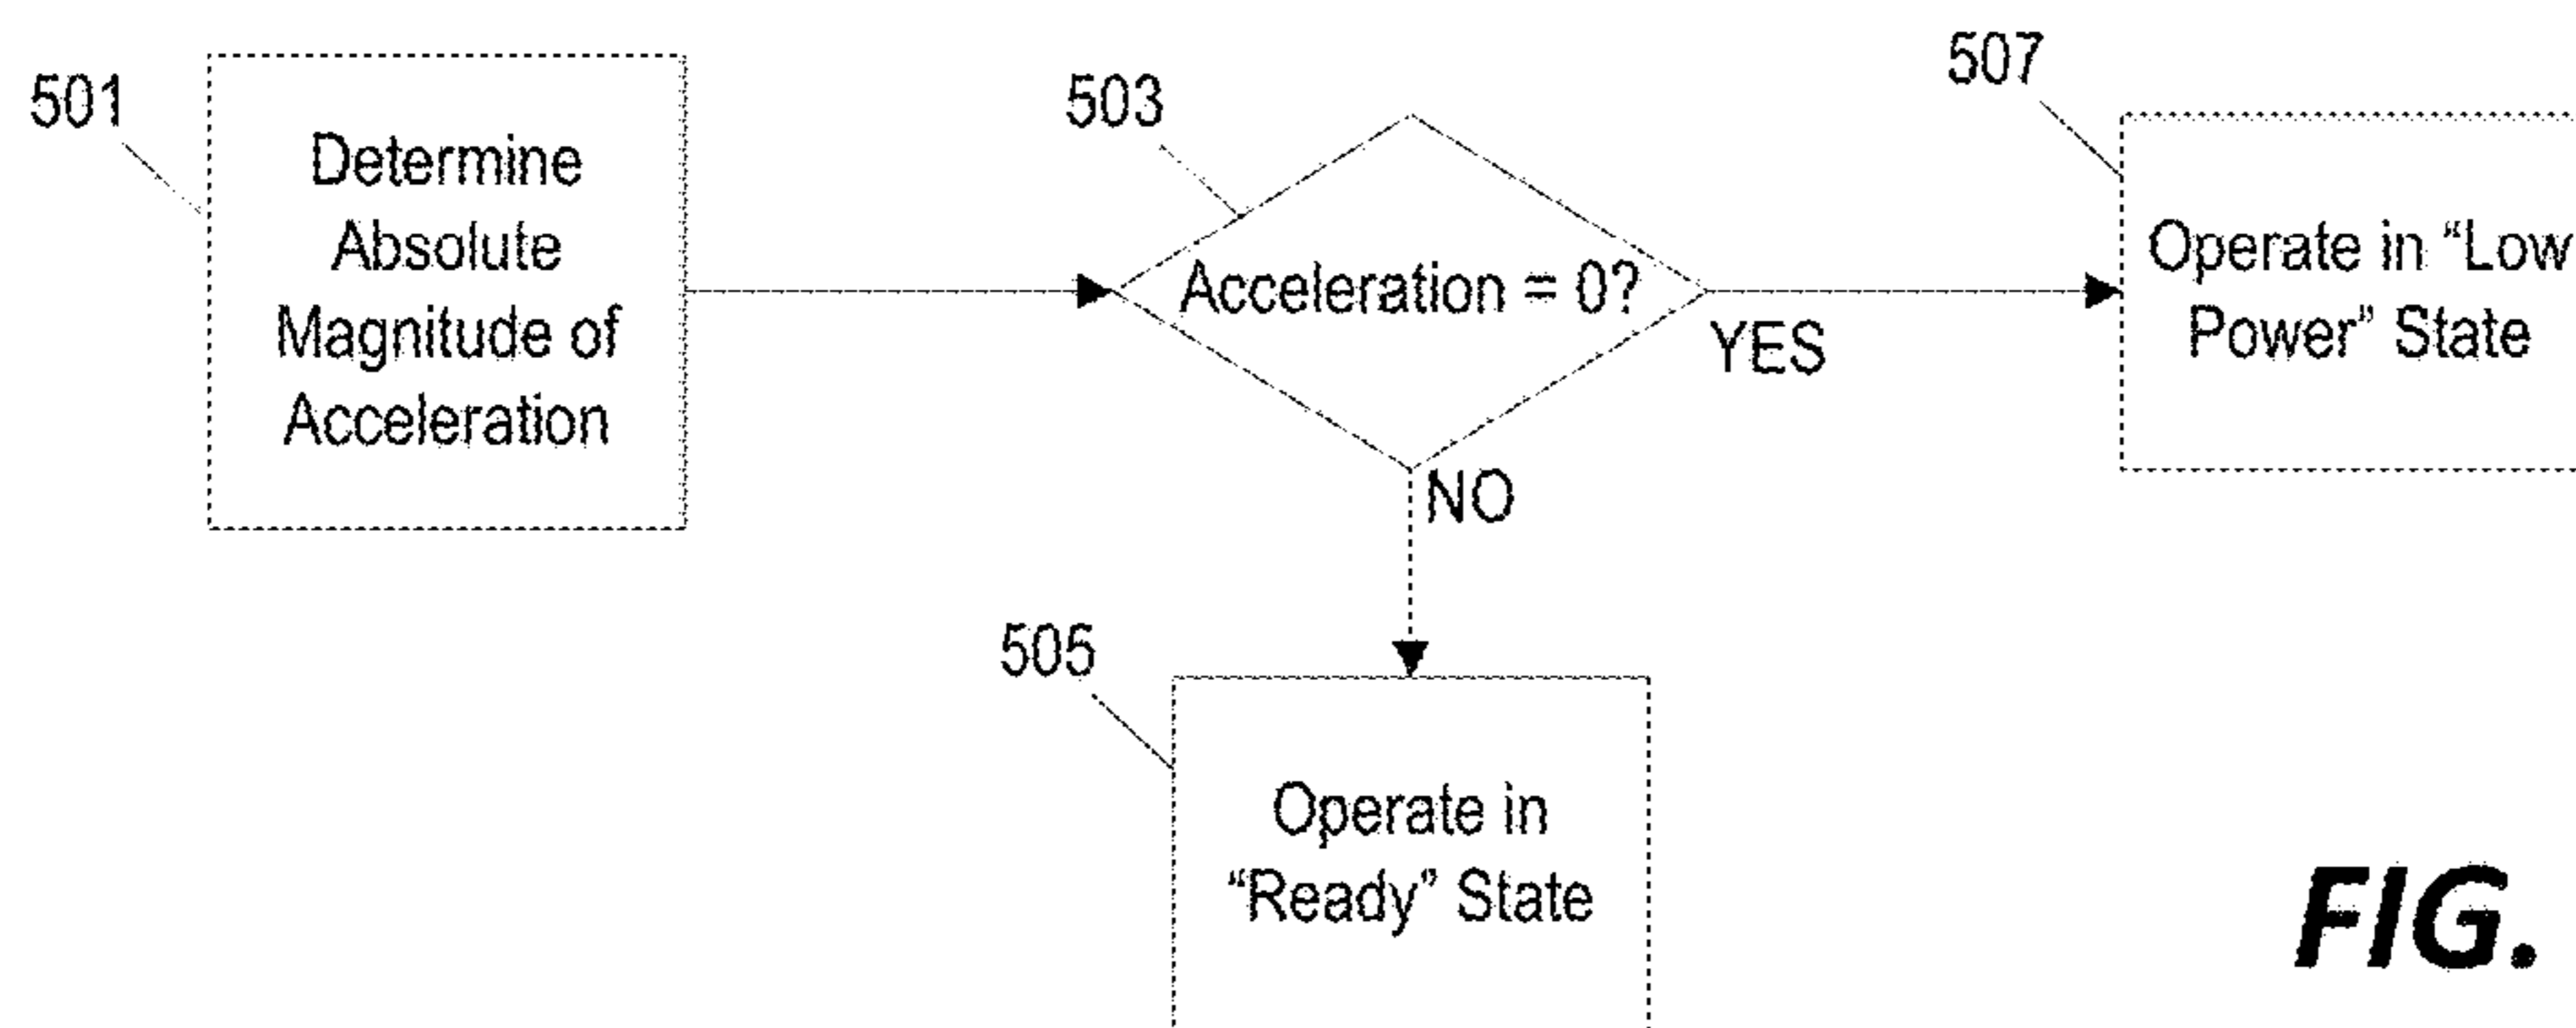 501
Determine
Absolute
Magnitude of
Acceleration
503
Acceleration = 0?
YES
NO
507
Operate in “Low
Power” State
505
Operate in
“Ready” State
FIG.